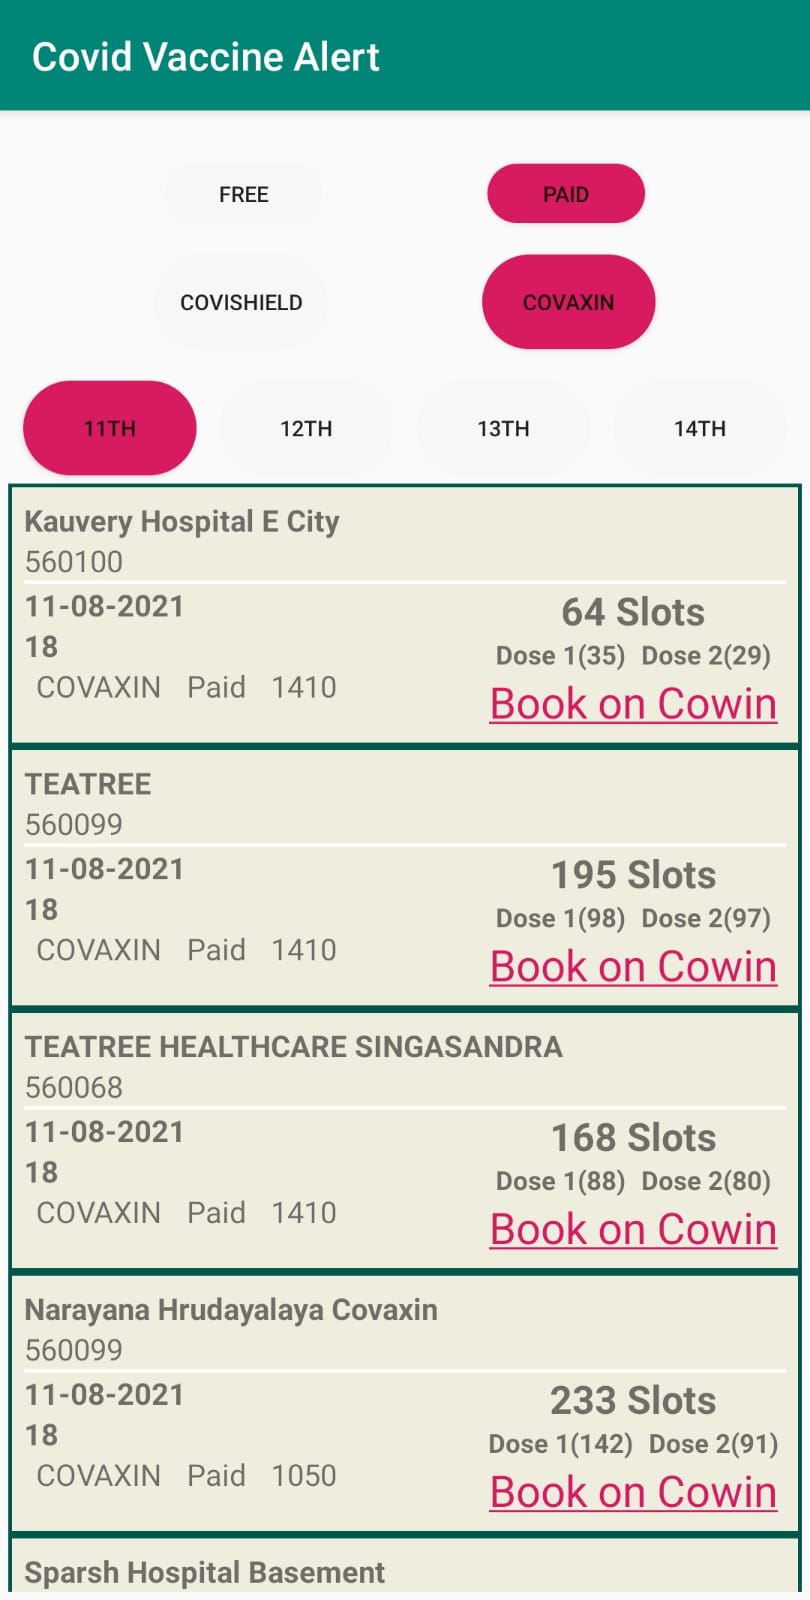 Covid Vaccine Alert
FREE PAID
COVISHIELD COVAXIN
11TH 12TH 13TH 14TH
Kauvery Hospital E City
560100
11-08-2021
64 Slots
18
Dose 1(35) Dose 2(29)
COVAXIN Paid 1410
Book on Cowin
TEATREE
560099
11-08-2021
195 Slots
18
Dose 1(98) Dose 2(97)
COVAXIN Paid 1410
Book on Cowin
TEATREE HEALTHCARE SINGASANDRA
560068
11-08-2021
168 Slots
18
Dose 1(88) Dose 2(80)
COVAXIN Paid 1410
Book on Cowin
Narayana Hrudayalaya Covaxin
560099
11-08-2021
233 Slots
18
Dose 1(142) Dose 2(91)
COVAXIN Paid 1050
Book on Cowin
Sparsh Hospital Basement